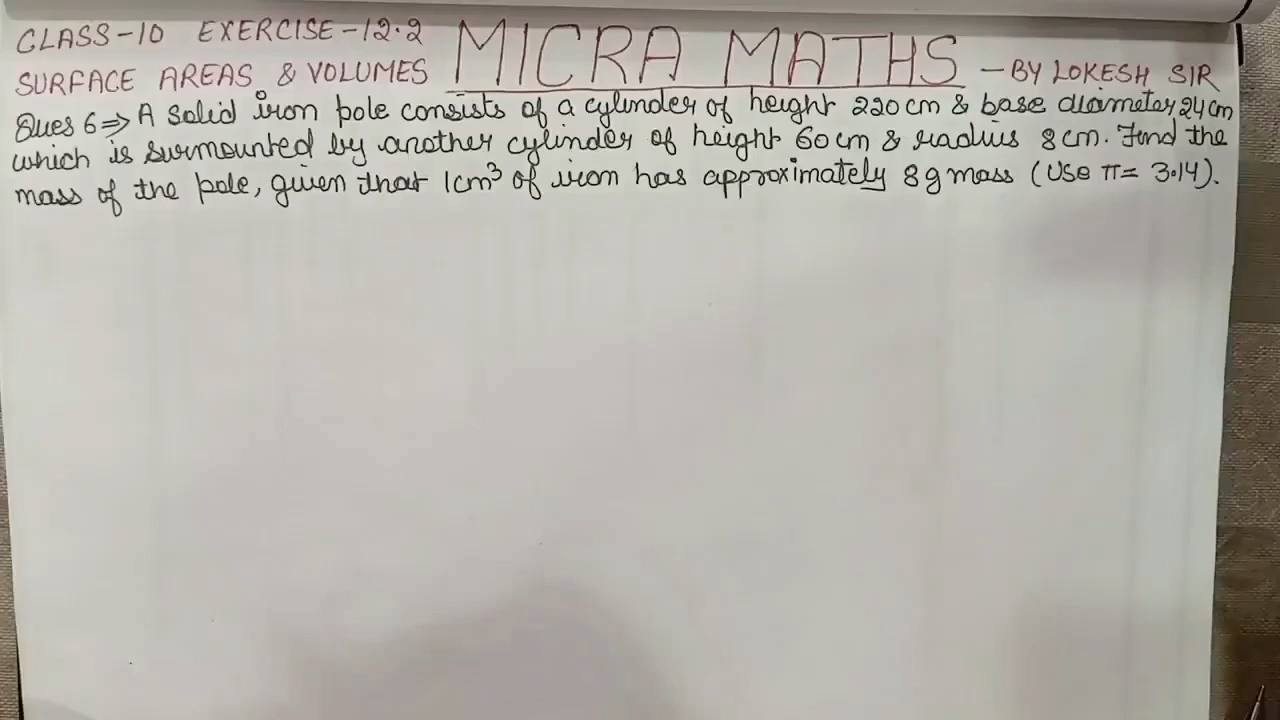 CLASS-10 EXERCISE-12.2
SURFACE AREAS & VOLUMES
MICRA MATHS
-BY LOKESH SIR
Ques 6⇒ A solid iron pole consists of a cylinder of height 220 cm & base diameter, 24 cm
which is surmounted by another cylinder of height 60 cm & radius 8 cm. Find the
mass of the pole, given that 1cm³ of iron has approximately 8g mass (Use π= 3.14).